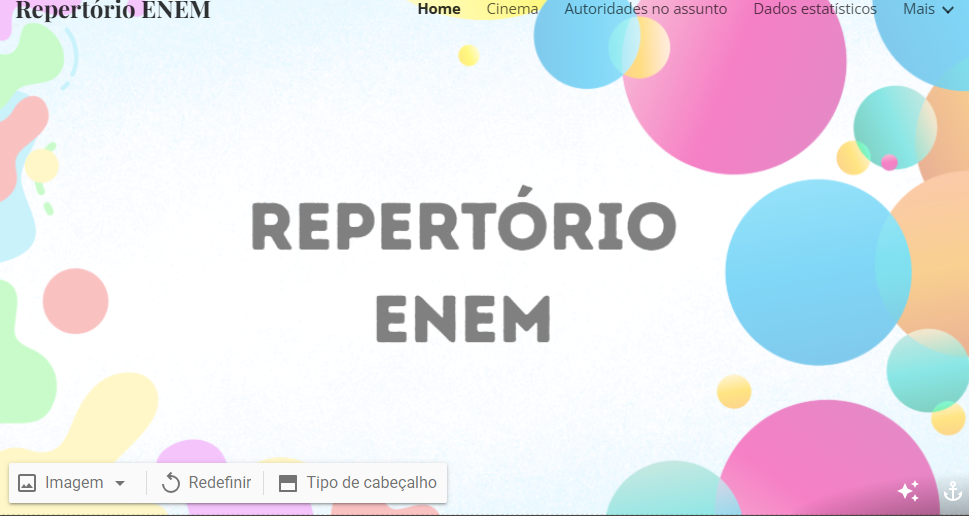 Repertório ENEM
Home Cinema Autoridades no assunto Dados estatísticos Mais
REPERTÓRIO
ENEM
Imagem Redefinir Tipo de cabeçalho